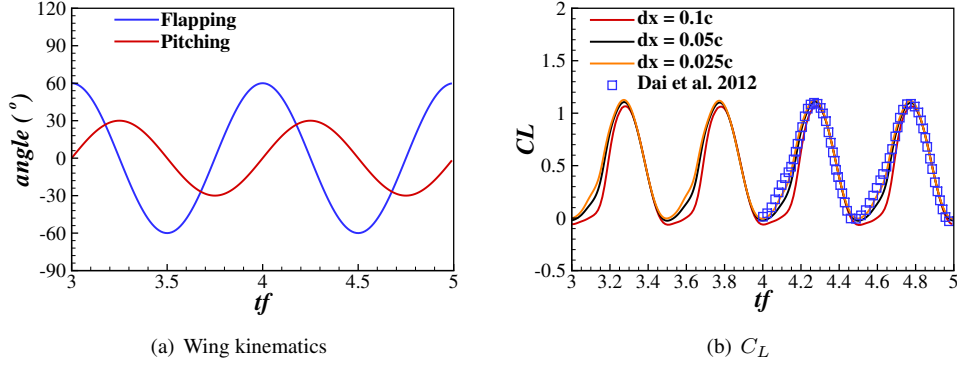 120
90
60
30
0
-30
-60
-90
angle ( º )
Flapping
Pitching
3 3.5 4 4.5 5
tf
(a) Wing kinematics
2
1.5
1
0.5
0
-0.5
CL
dx = 0.1c
dx = 0.05c
dx = 0.025c
Dai et al. 2012
3 3.2 3.4 3.6 3.8 4 4.2 4.4 4.6 4.8 5
tf
(b) CL